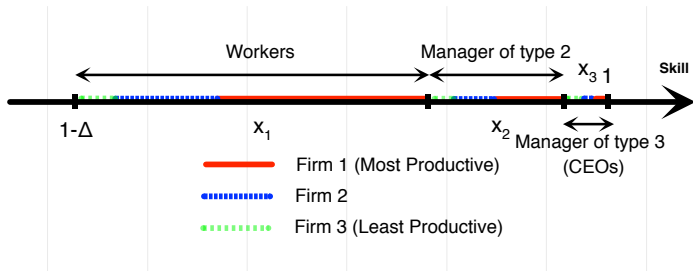 Workers
Manager of type 2
x3 1
Skill
1-Δ
x1
x2
Manager of type 3
(CEOs)
Firm 1 (Most Productive)
Firm 2
Firm 3 (Least Productive)